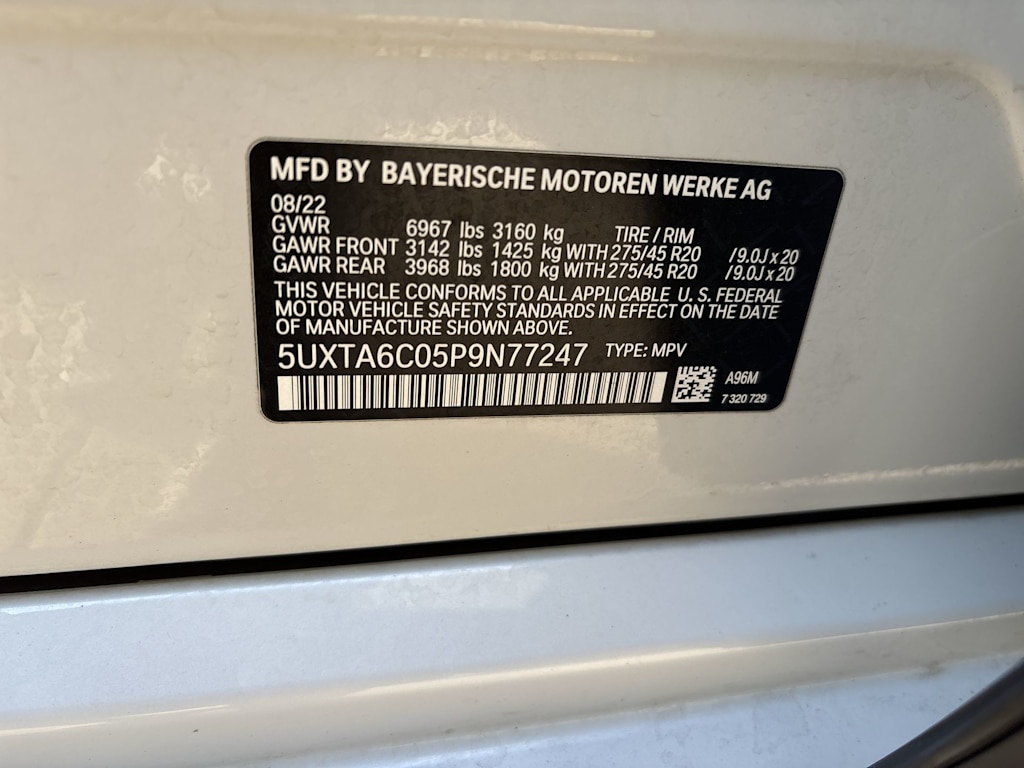 MFD BY BAYERISCHE MOTOREN WERKE AG
08/22
GVWR 6967 lbs 3160 kg TIRE / RIM
GAWR FRONT 3142 lbs 1425 kg WITH 275/45 R20 /9.0J x 20
GAWR REAR 3968 lbs 1800 kg WITH 275/45 R20 /9.0J x 20
THIS VEHICLE CONFORMS TO ALL APPLICABLE U. S. FEDERAL
MOTOR VEHICLE SAFETY STANDARDS IN EFFECT ON THE DATE
OF MANUFACTURE SHOWN ABOVE.
5UXTA6C05P9N77247 TYPE: MPV
A96M
7 320 729